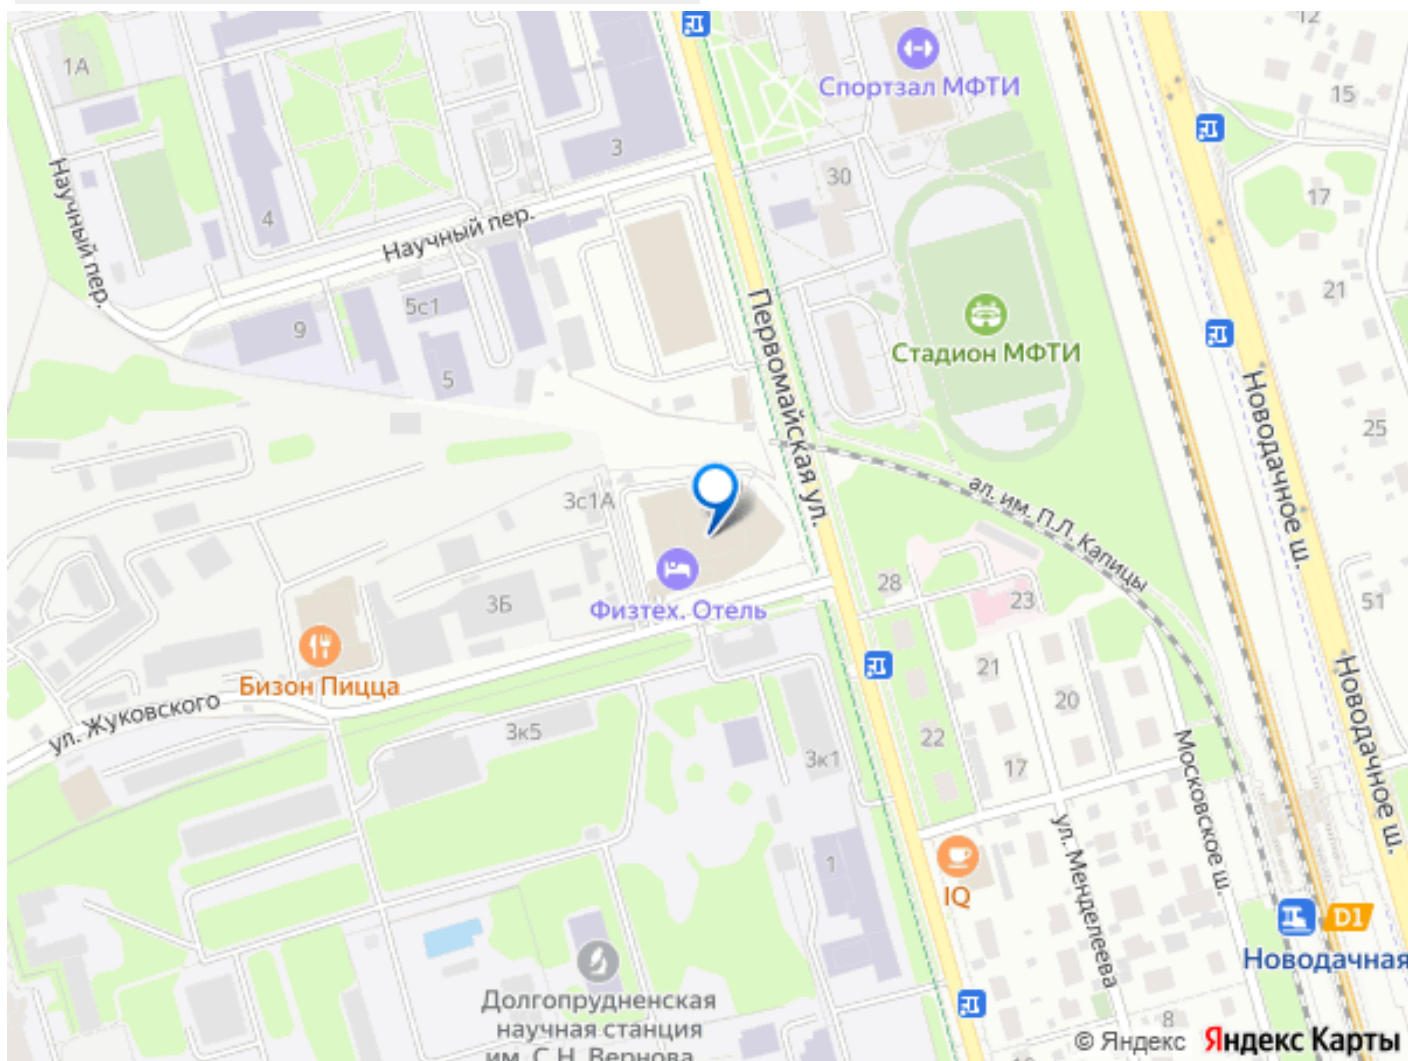 12
1А
Спортзал МФТИ
15
3
30
17
Научный пер.
4
Научный пер.
21
9
5с1
Первомайская ул.
Стадион МФТИ
5
Новодачное ш.
25
3с1А
ал. им. П.Л. Капицы
28
23
51
3Б
Физтех. Отель
21
20
Бизон Пицца
ул. Жуковского
3к5
22
3к1
17
Московское ш.
Новодачное ш.
1
ул. Менделеева
IQ
D1
Новодачная
Долгопрудненская
научная станция
им. С.Н. Вернова
8
© Яндекс Яндекс Карты